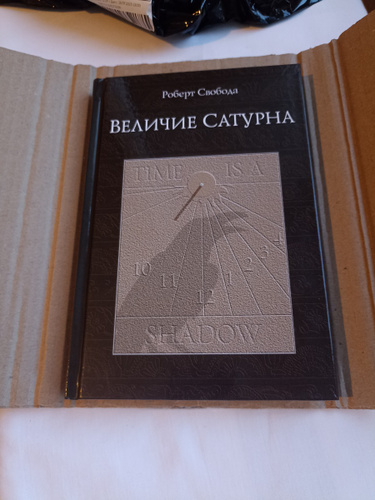 Роберт Свобода
ВЕЛИЧИЕ САТУРНА
TIME IS A
10 11 12 1 2 3 4
SHADOW